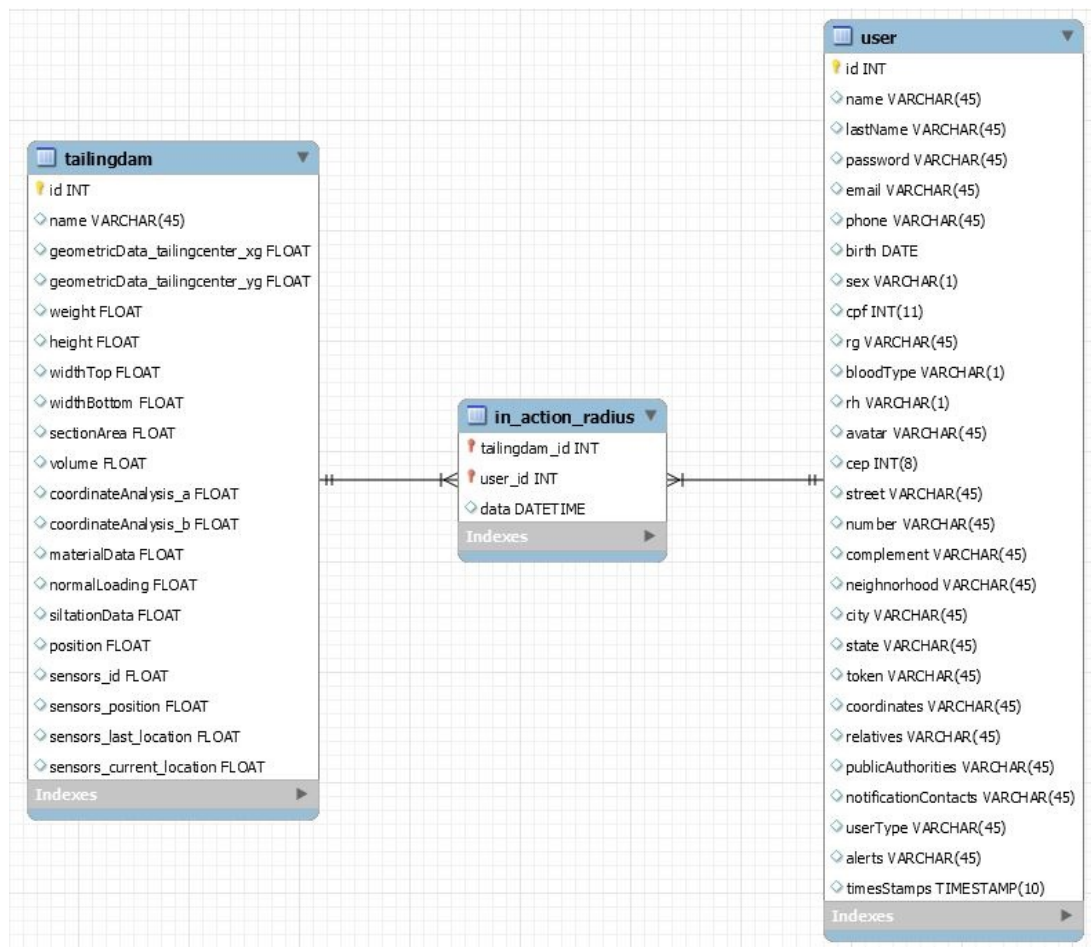 tailingdam
id INT
name VARCHAR(45)
geometricData_tailingcenter_xg FLOAT
geometricData_tailingcenter_yg FLOAT
weight FLOAT
height FLOAT
widthTop FLOAT
widthBottom FLOAT
sectionArea FLOAT
volume FLOAT
coordinateAnalysis_a FLOAT
coordinateAnalysis_b FLOAT
materialData FLOAT
normalLoading FLOAT
siltationData FLOAT
position FLOAT
sensors_id FLOAT
sensors_position FLOAT
sensors_last_location FLOAT
sensors_current_location FLOAT
Indexes
in_action_radius
tailingdam_id INT
user_id INT
data DATETIME
Indexes
user
id INT
name VARCHAR(45)
lastName VARCHAR(45)
password VARCHAR(45)
email VARCHAR(45)
phone VARCHAR(45)
birth DATE
sex VARCHAR(1)
cpf INT(11)
rg VARCHAR(45)
bloodType VARCHAR(1)
rh VARCHAR(1)
avatar VARCHAR(45)
cep INT(8)
street VARCHAR(45)
number VARCHAR(45)
complement VARCHAR(45)
neighnorhood VARCHAR(45)
city VARCHAR(45)
state VARCHAR(45)
token VARCHAR(45)
coordinates VARCHAR(45)
relatives VARCHAR(45)
publicAuthorities VARCHAR(45)
notificationContacts VARCHAR(45)
userType VARCHAR(45)
alerts VARCHAR(45)
timesStamps TIMESTAMP(10)
Indexes